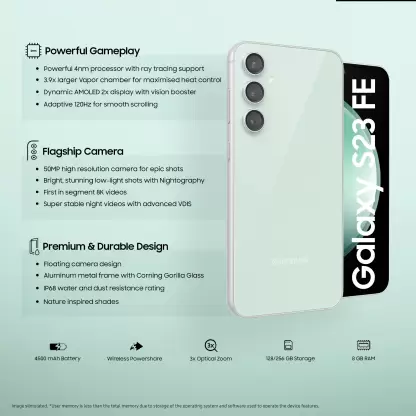 Powerful Gameplay
Powerful 4nm processor with ray tracing support
3.9x larger Vapor chamber for maximised heat control
Dynamic AMOLED 2x display with vision booster
Adaptive 120Hz for smooth scrolling
Flagship Camera
50MP high resolution camera for epic shots
Bright, stunning low-light shots with Nightography
First in segment 8K videos
Super stable night videos with advanced VDIS
Premium & Durable Design
Floating camera design
Aluminum metal frame with Corning Gorilla Glass
IP68 water and dust resistance rating
Nature inspired shades
Galaxy S23 FE
SAMSUNG
4500 mAh Battery
Wireless Powershare
3x
3x Optical Zoom
128/256 GB Storage
8 GB RAM
Image simulated. *User memory is less than the total memory due to storage of the operating system and software used to operate the device features.